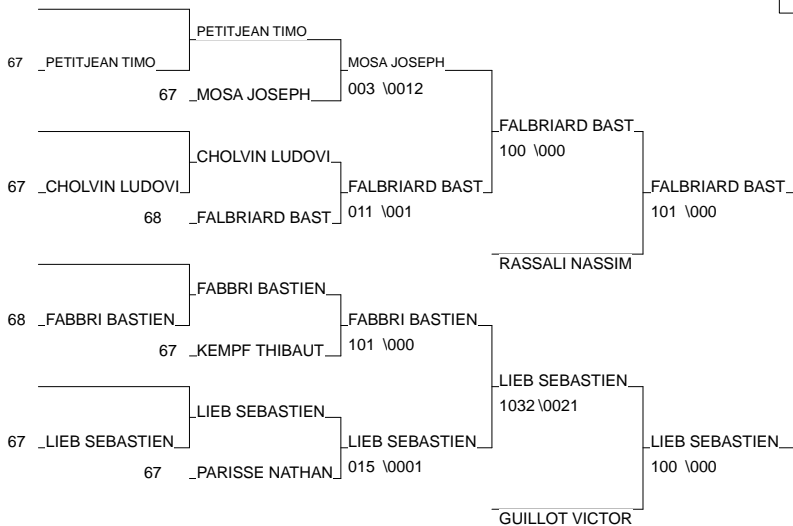 PETITJEAN TIMO
67 PETITJEAN TIMO
MOSA JOSEPH
003 \0012
67 MOSA JOSEPH
FALBRIARD BAST
100 \000
CHOLVIN LUDOVI
67 CHOLVIN LUDOVI
FALBRIARD BAST
011 \001
68 FALBRIARD BAST
FALBRIARD BAST
101 \000
RASSALI NASSIM
FABBRI BASTIEN
68 FABBRI BASTIEN
FABBRI BASTIEN
101 \000
67 KEMPF THIBAUT
LIEB SEBASTIEN
1032 \0021
LIEB SEBASTIEN
67 LIEB SEBASTIEN
LIEB SEBASTIEN
015 \0001
67 PARISSE NATHAN
LIEB SEBASTIEN
100 \000
GUILLOT VICTOR